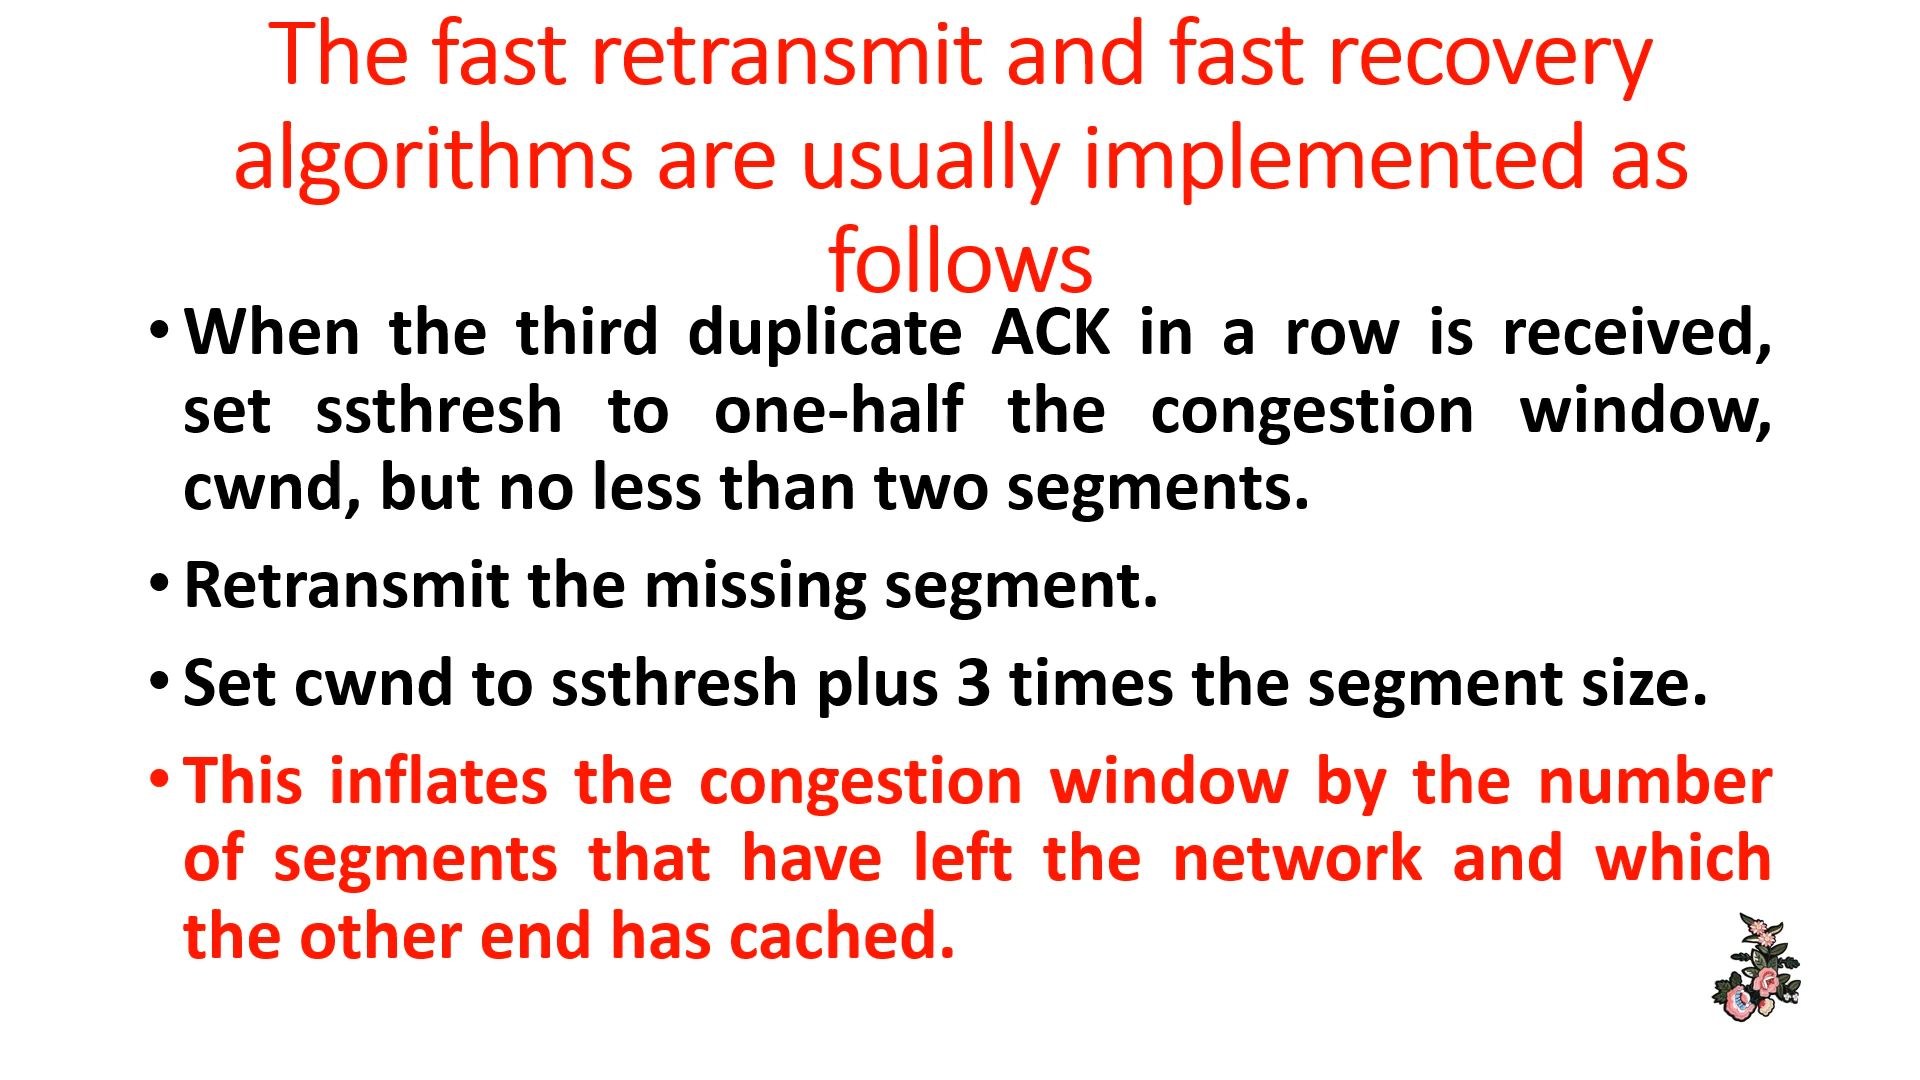 The fast retransmit and fast recovery
algorithms are usually implemented as
follows
• When the third duplicate ACK in a row is received,
set ssthresh to one-half the congestion window,
cwnd, but no less than two segments.
• Retransmit the missing segment.
• Set cwnd to ssthresh plus 3 times the segment size.
• This inflates the congestion window by the number
of segments that have left the network and which
the other end has cached.